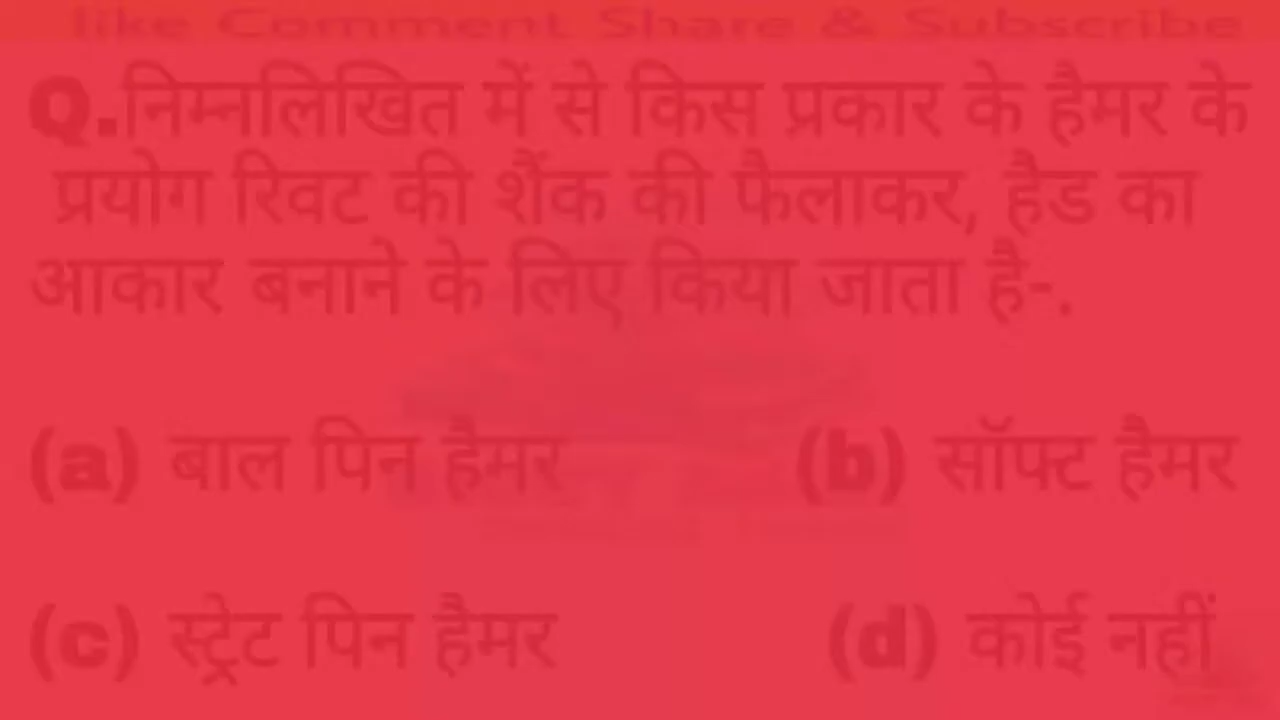 like Comment Share & Subscribe
Q.निम्नलिखित में से किस प्रकार के हैमर के
प्रयोग रिवट की शैंक की फैलाकर, हैड का
आकार बनाने के लिए किया जाता है-.
(a) बाल पिन हैमर (b) सॉफ्ट हैमर
(c) स्ट्रेट पिन हैमर (d) कोई नहीं